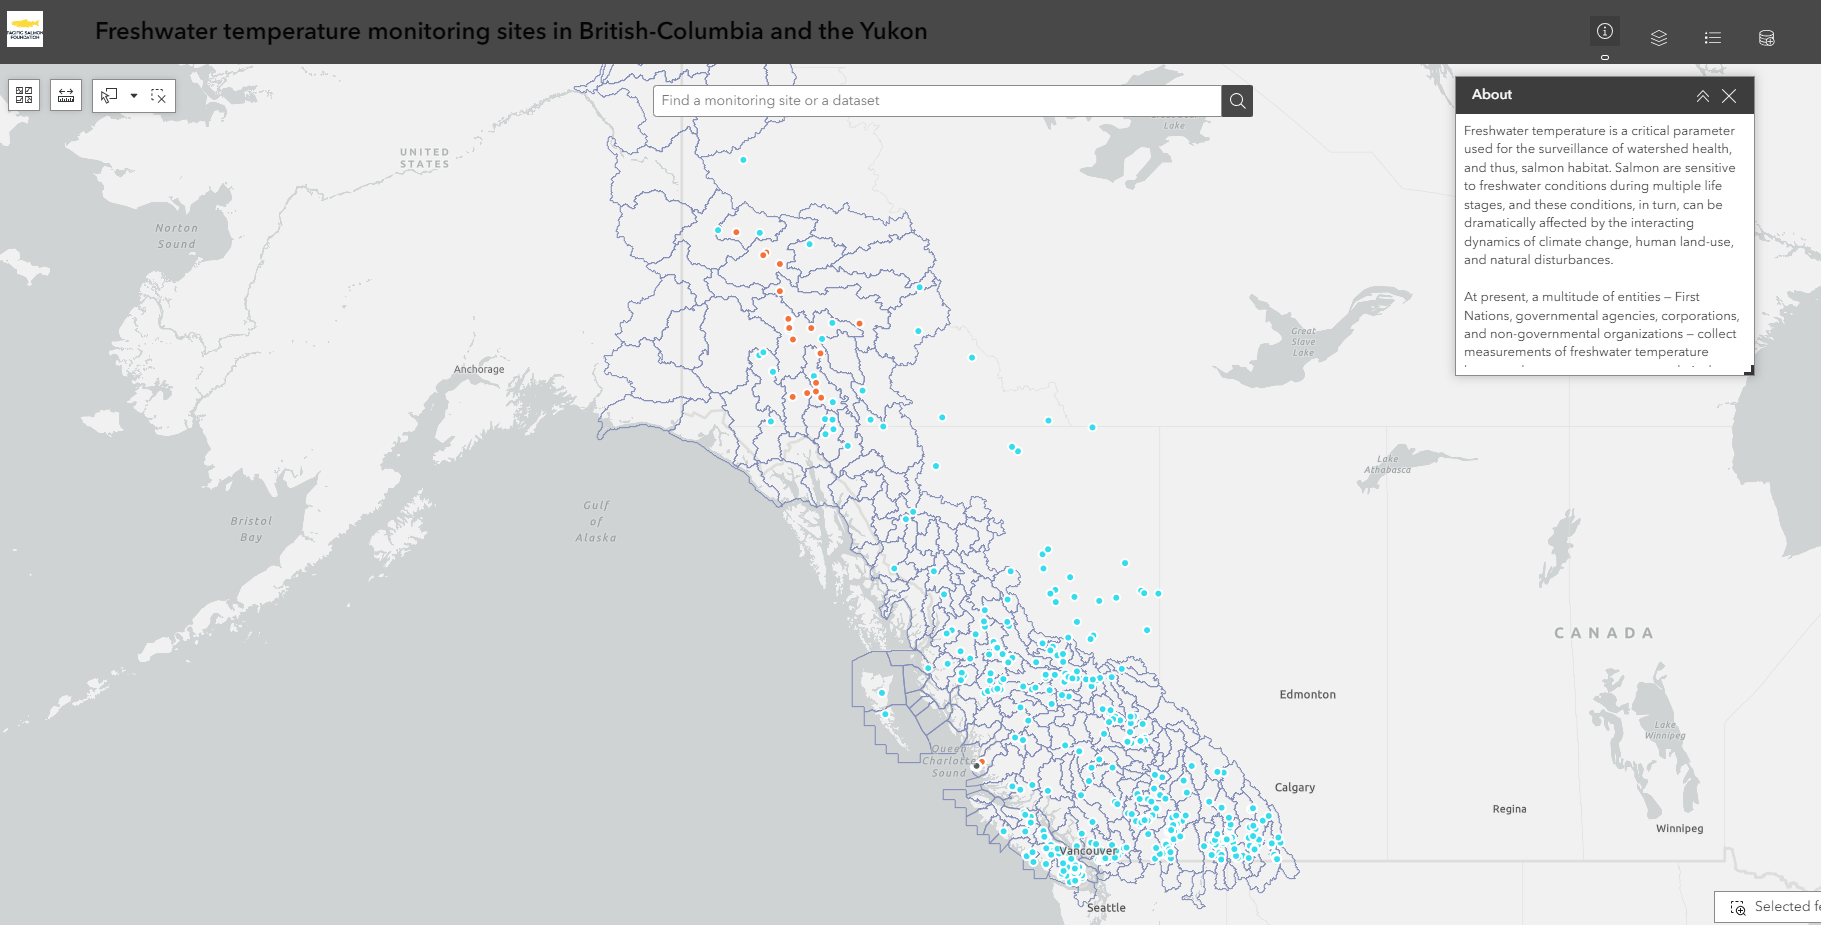 PACIFIC SALMON
FOUNDATION
Freshwater temperature monitoring sites in British-Columbia and the Yukon
Find a monitoring site or a dataset
About
Freshwater temperature is a critical parameter
used for the surveillance of watershed health,
and thus, salmon habitat. Salmon are sensitive
to freshwater conditions during multiple life
stages, and these conditions, in turn, can be
dramatically affected by the interacting
dynamics of climate change, human land-use,
and natural disturbances.
At present, a multitude of entities – First
Nations, governmental agencies, corporations,
and non-governmental organizations – collect
measurements of freshwater temperature
Lake
UNITED
STATES
Norton
Sound
Great
Slave
Lake
Anchorage
Lake
Athabasca
Bristol
Bay
Gulf
of
Alaska
CANADA
Edmonton
Lake
Winnipeg
Queen
Charlotte
Sound
Calgary
Regina
Winnipeg
Vancouver
Seattle
Selected fe